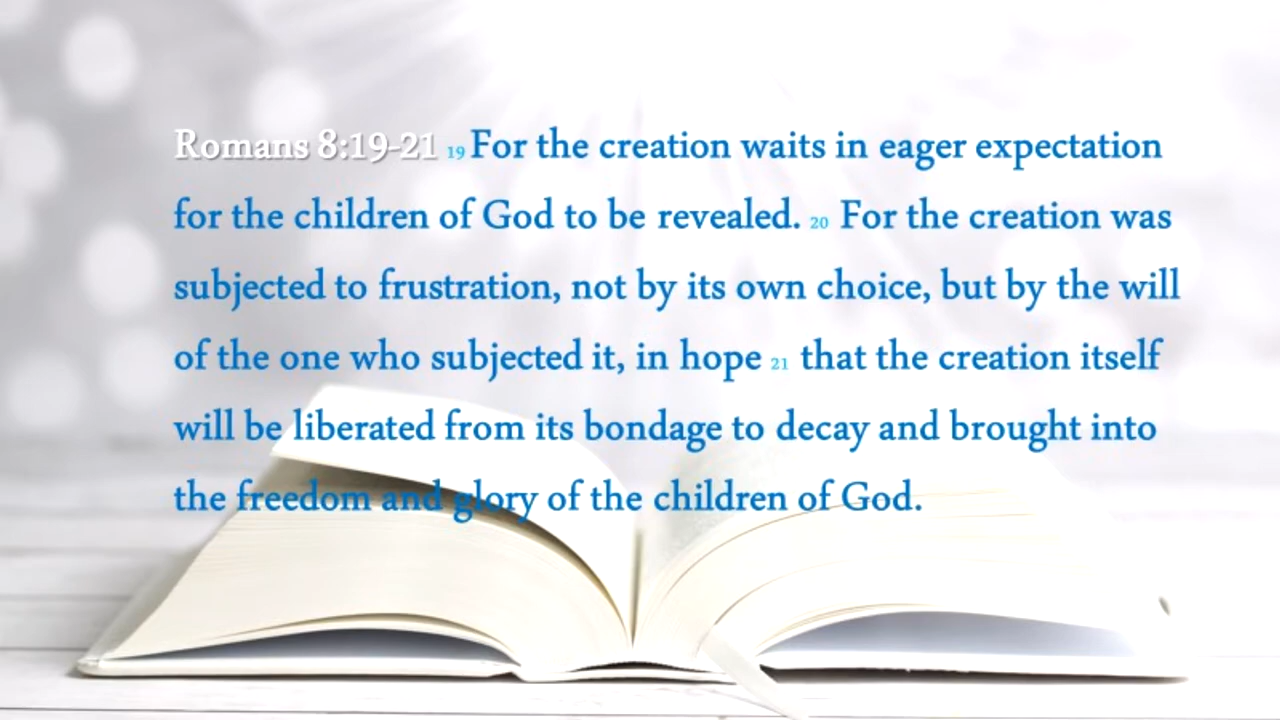 Romans 8:19-21 19 For the creation waits in eager expectation
for the children of God to be revealed. 20 For the creation was
subjected to frustration, not by its own choice, but by the will
of the one who subjected it, in hope 21 that the creation itself
will be liberated from its bondage to decay and brought into
the freedom and glory of the children of God.